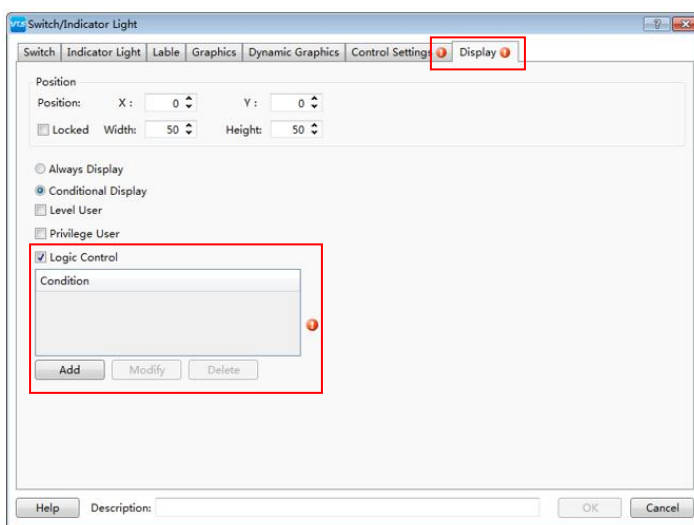 VTS Switch/Indicator Light
Switch Indicator Light Lable Graphics Dynamic Graphics Control Settings Display
Position
Position: X : 0 Y : 0
Locked Width: 50 Height: 50
Always Display
Conditional Display
Level User
Privilege User
Logic Control
Condition
Add Modify Delete
Help Description: OK Cancel